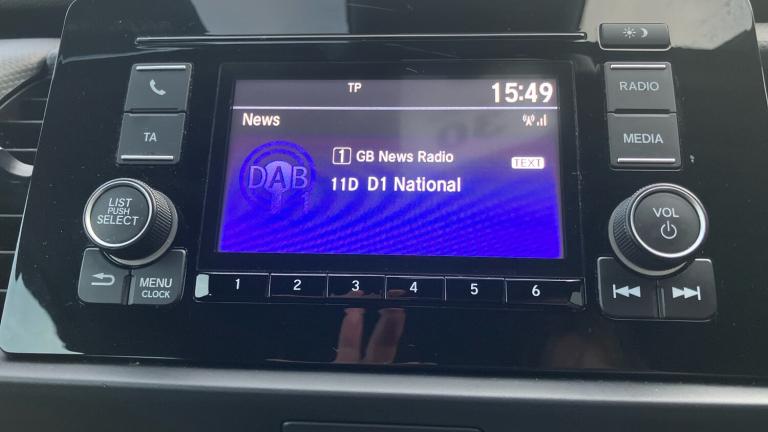 TP 15:49
News
DAB
1 GB News Radio
TEXT
11D D1 National
TA
LIST
PUSH
SELECT
MENU
CLOCK
1 2 3 4 5 6
RADIO
MEDIA
VOL